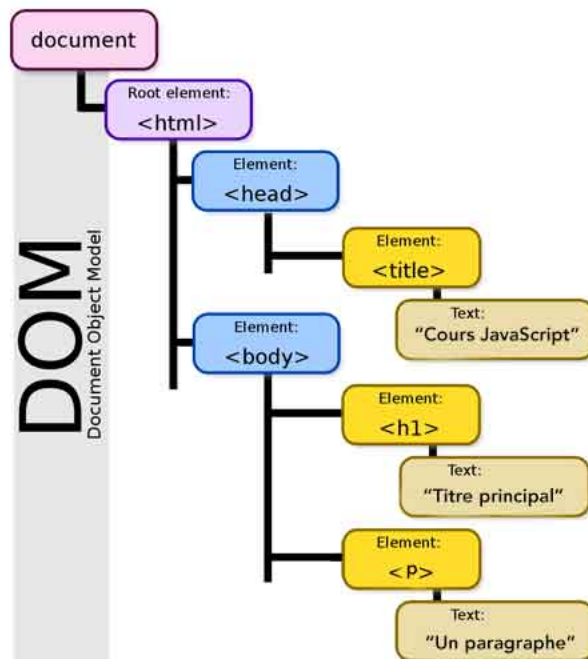 document
Root element:
<html>
Element:
<head>
Element:
<title>
Text:
“Cours JavaScript”
DOM
Document Object Model
Element:
<body>
Element:
<h1>
Text:
“Titre principal”
Element:
<p>
Text:
“Un paragraphe”